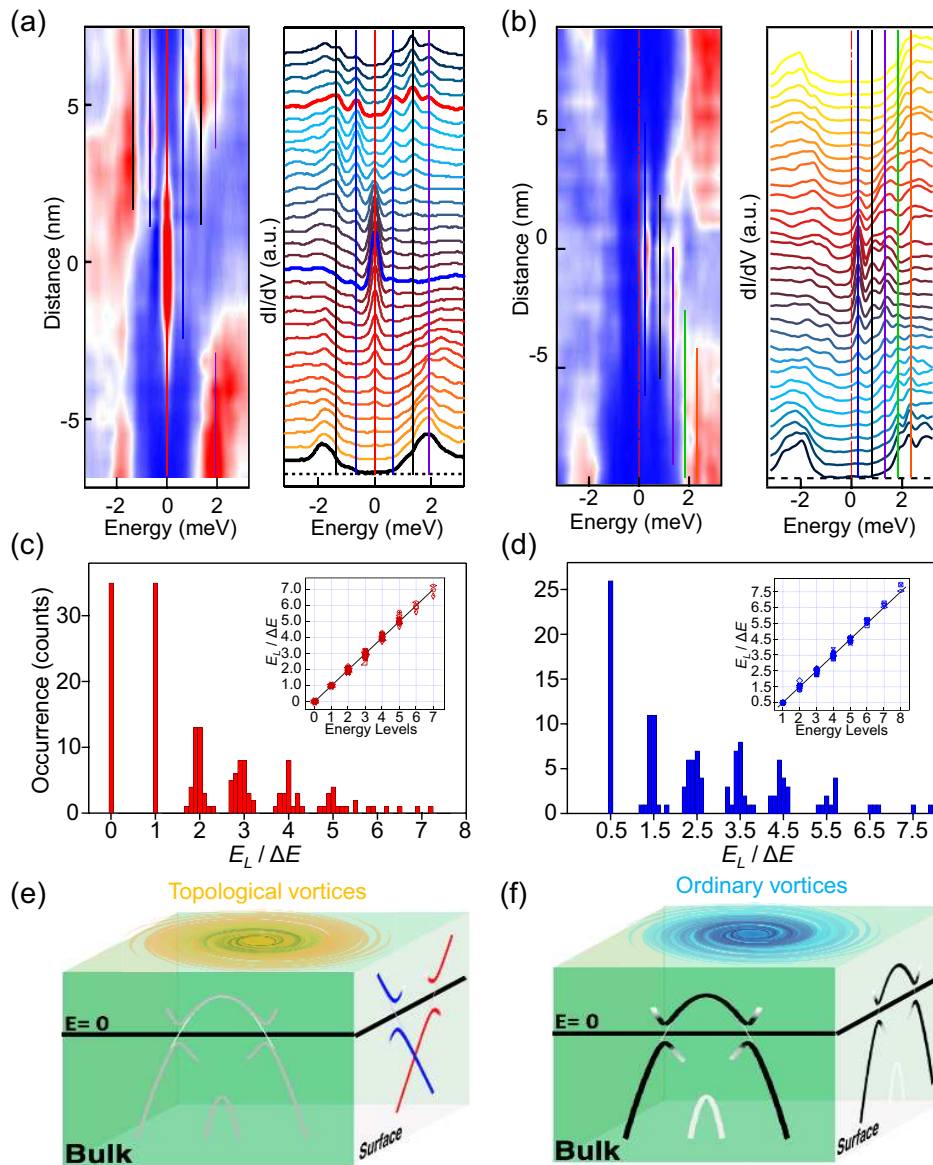 (a)
(b)
5
0
-5
Distance (nm)
-2
0
2
Energy (meV)
dI/dV (a.u.)
-2
0
2
Energy (meV)
5
0
-5
Distance (nm)
-2
0
2
Energy (meV)
dI/dV (a.u.)
-2
0
2
Energy (meV)
(c)
30
20
10
0
Occurrence (counts)
0
1
2
3
4
5
6
7
8
E_L / ΔE
7.0
6.0
5.0
4.0
3.0
2.0
1.0
0
E_L / ΔE
0 1 2 3 4 5 6 7
Energy Levels
(d)
25
20
15
10
5
0
0.5
1.5
2.5
3.5
4.5
5.5
6.5
7.5
E_L / ΔE
7.5
6.5
5.5
4.5
3.5
2.5
1.5
0.5
E_L / ΔE
1 2 3 4 5 6 7 8
Energy Levels
(e)
Topological vortices
E= 0
Bulk
Surface
(f)
Ordinary vortices
E= 0
Bulk
Surface